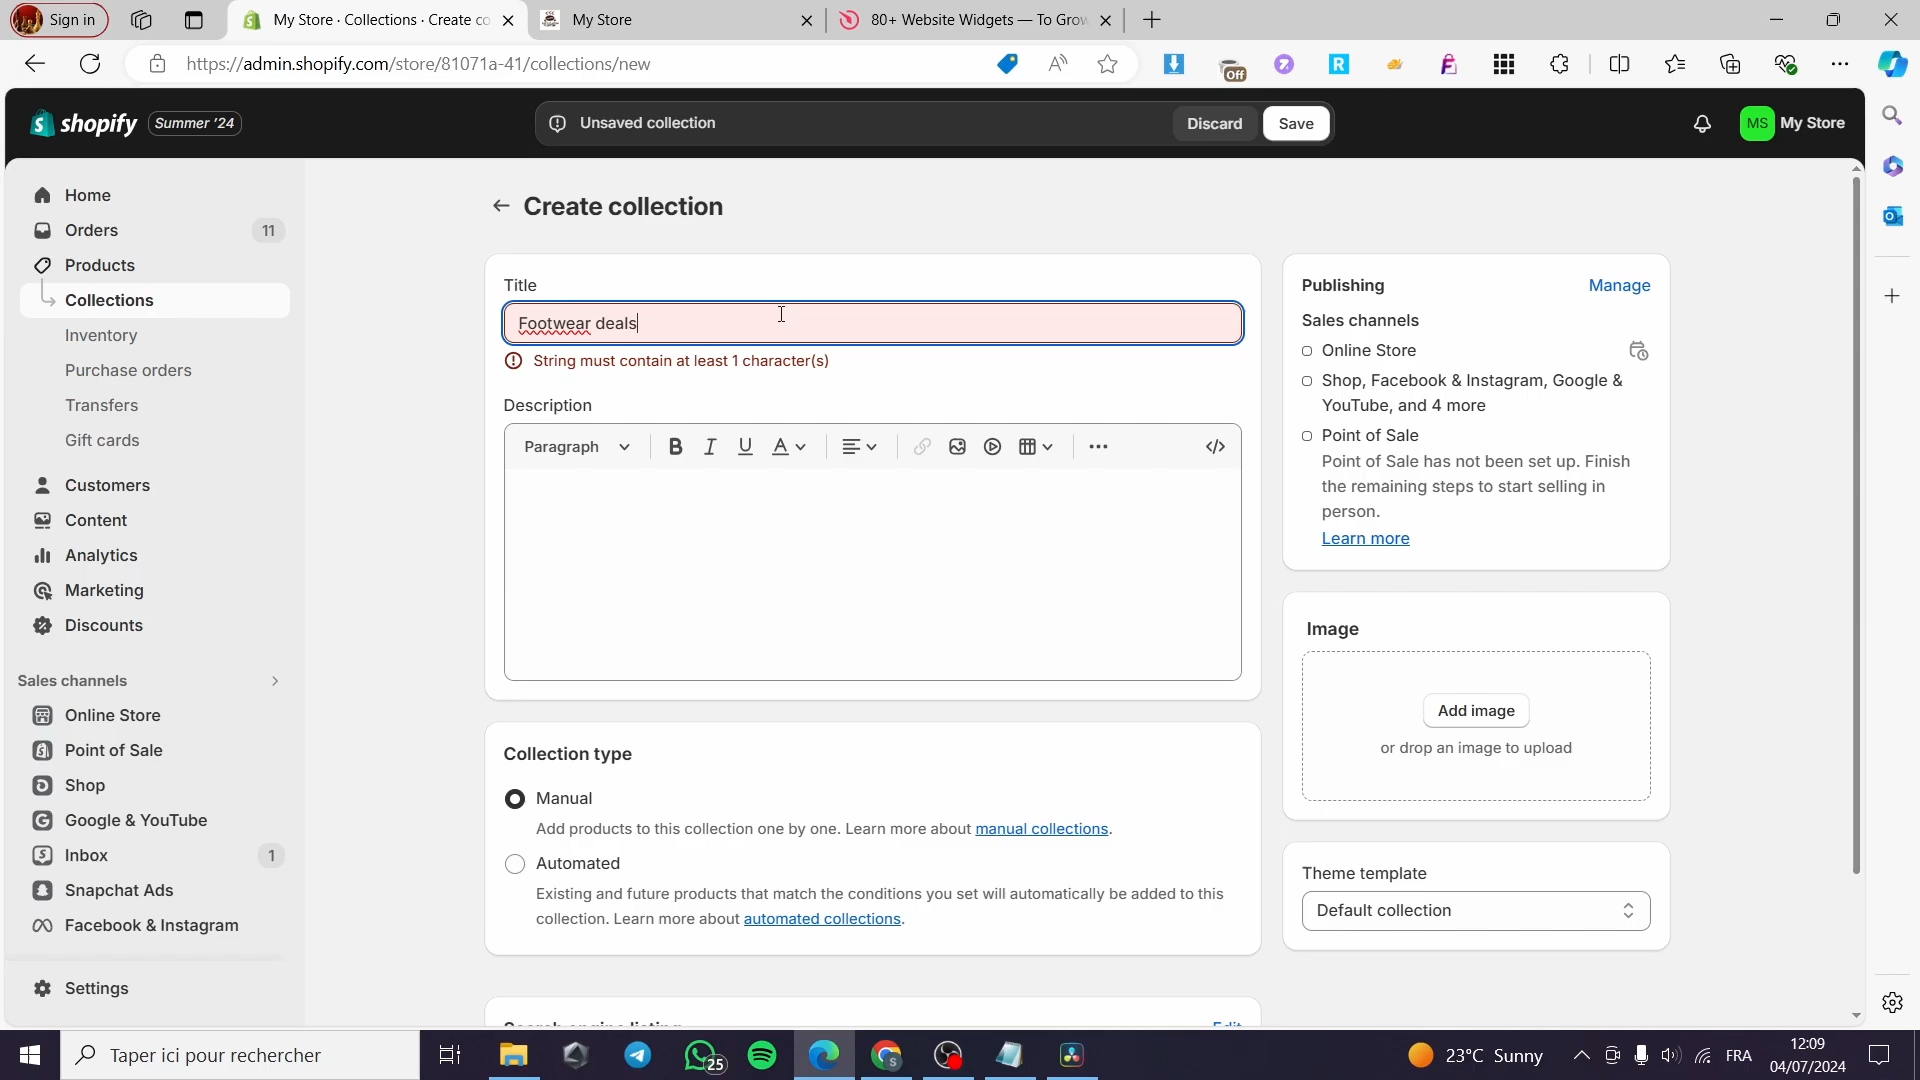 Sign in
My Store · Collections · Create co
My Store
80+ Website Widgets — To Grow
https://admin.shopify.com/store/81071a-41/collections/new
Off
shopify
Summer '24
Unsaved collection
Discard
Save
MS
My Store
Home
Orders
11
Products
Collections
Inventory
Purchase orders
Transfers
Gift cards
Customers
Content
Analytics
Marketing
Discounts
Sales channels
Online Store
Point of Sale
Shop
Google & YouTube
Inbox
1
Snapchat Ads
Facebook & Instagram
Settings
Create collection
Title
Footwear deals
String must contain at least 1 character(s)
Description
Paragraph
Collection type
Manual
Add products to this collection one by one. Learn more about manual collections.
Automated
Existing and future products that match the conditions you set will automatically be added to this
collection. Learn more about automated collections.
Publishing
Manage
Sales channels
Online Store
Shop, Facebook & Instagram, Google &
YouTube, and 4 more
Point of Sale
Point of Sale has not been set up. Finish
the remaining steps to start selling in
person.
Learn more
Image
Add image
or drop an image to upload
Theme template
Default collection
Taper ici pour rechercher
25
23°C Sunny
FRA
12:09
04/07/2024